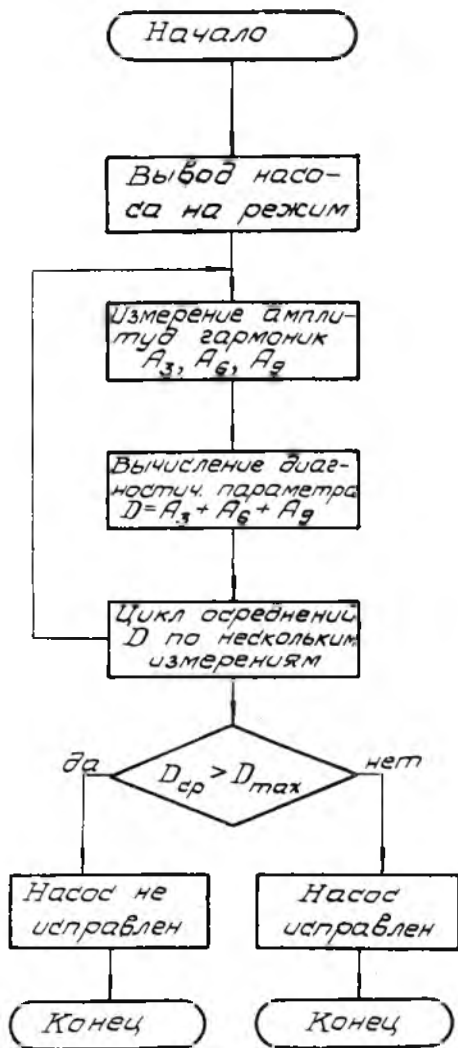 Начало
Вывод насо-
са на режим
Измерение ампли-
туд гармоник
A₃, A₆, A₉
Вычисление диаг-
ностич. параметра
D=A₃+A₆+A₉
Цикл осреднений
D по нескольким
измерениям
да
Dср > Dmax
нет
Насос не
исправлен
Насос
исправлен
Конец
Конец